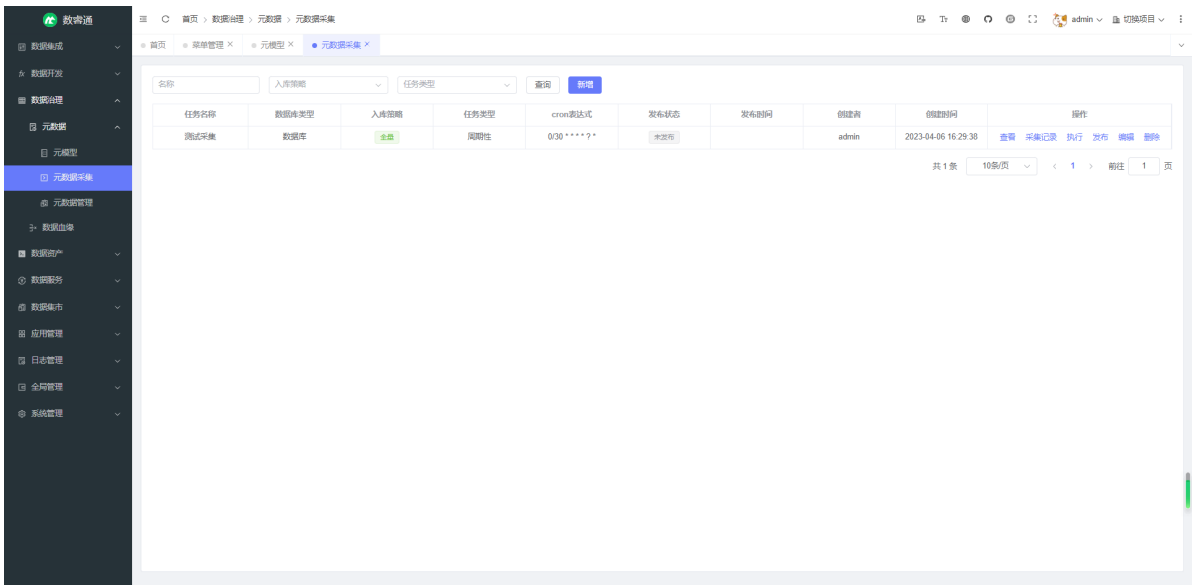 数睿通
首页 > 数据治理 > 元数据 > 元数据采集
admin 切换项目
首页 菜单管理 × 元模型 × 元数据采集 ×
数据集成
数据开发
数据治理
元数据
元模型
元数据采集
元数据管理
数据血缘
数据资产
数据服务
数据集市
应用管理
日志管理
全局管理
系统管理
名称 入库策略 任务类型 查询 新增
任务名称 数据库类型 入库策略 任务类型 cron表达式 发布状态 发布时间 创建者 创建时间 操作
测试采集 数据库 全量 周期性 0/30 * * * * ? * 未发布 admin 2023-04-06 16:29:38 查看 采集记录 执行 发布 编辑 删除
共 1 条 10条/页 < 1 > 前往 1 页